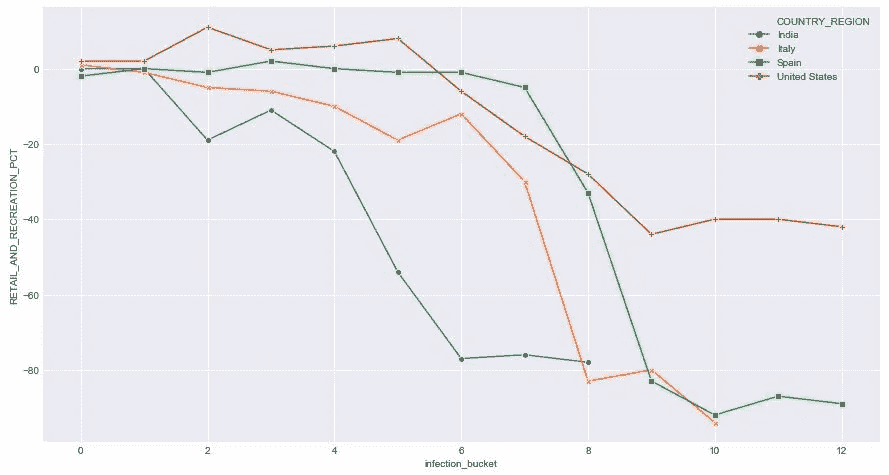 COUNTRY_REGION
India
Italy
Spain
United States
0
−20
−40
−60
−80
RETAIL_AND_RECREATION_PCT
0 2 4 6 8 10 12
infection_bucket